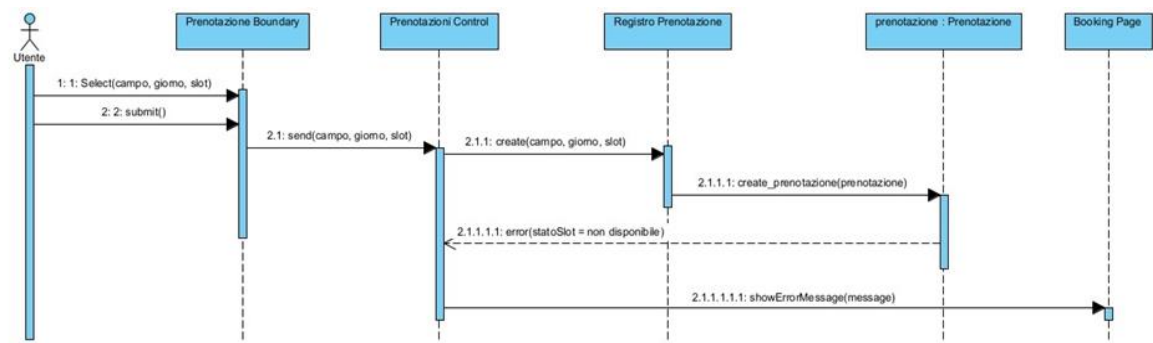 Prenotazione Boundary
Prenotazioni Control
Registro Prenotazione
prenotazione : Prenotazione
Booking Page
Utente
1: 1: Select(campo, giorno, slot)
2: 2: submit()
2.1: send(campo, giorno, slot)
2.1.1: create(campo, giorno, slot)
2.1.1.1: create_prenotazione(prenotazione)
2.1.1.1.1: error(statoSlot = non disponibile)
2.1.1.1.1.1: showErrorMessage(message)